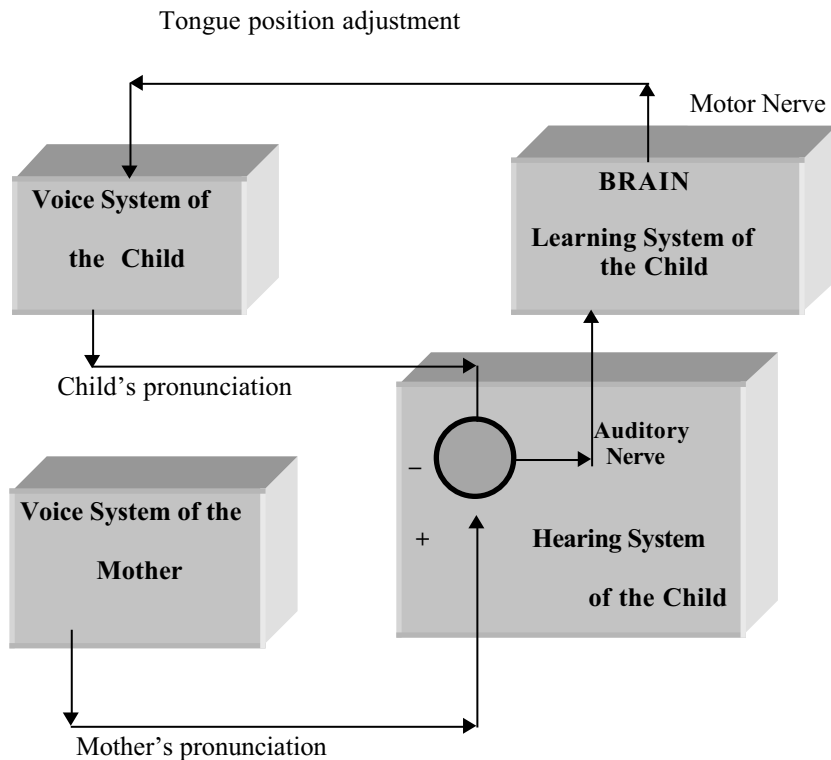 Tongue position adjustment
Motor Nerve
Voice System of
the Child
BRAIN
Learning System of
the Child
Child’s pronunciation
Auditory
Nerve
−
+
Hearing System
of the Child
Voice System of the
Mother
Mother’s pronunciation